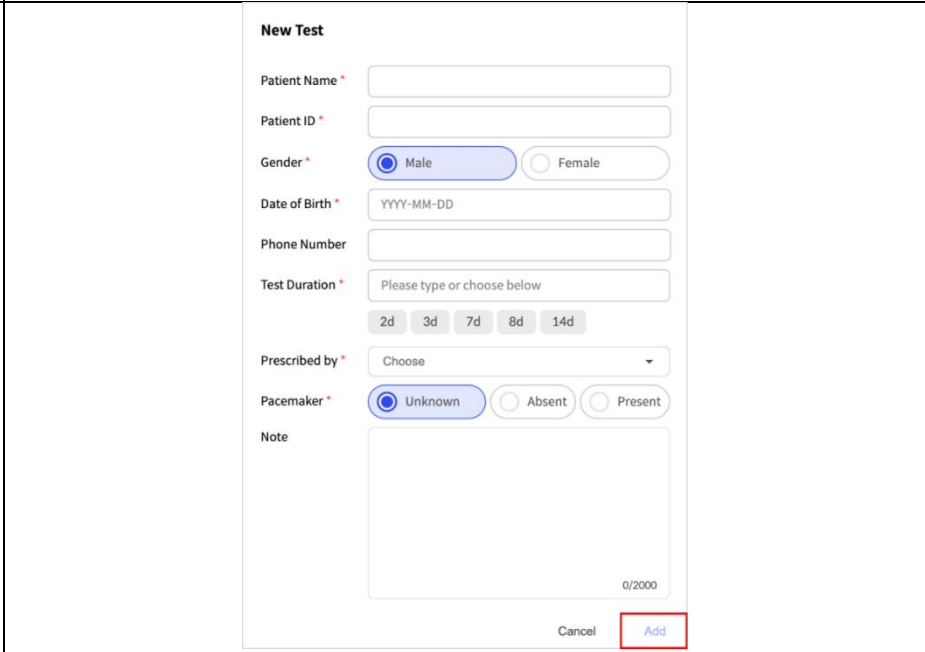 New Test
Patient Name *
Patient ID *
Gender * Male Female
Date of Birth * YYYY-MM-DD
Phone Number
Test Duration * Please type or choose below
2d 3d 7d 8d 14d
Prescribed by * Choose
Pacemaker * Unknown Absent Present
Note
0/2000
Cancel Add